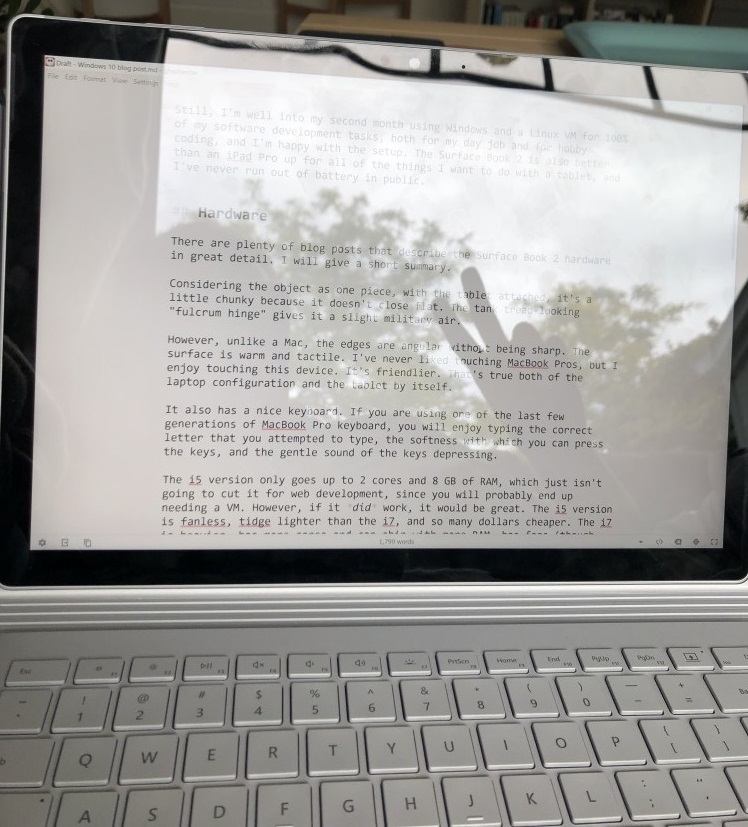 Draft - Windows 10 blog post.md -
File Edit Format View Settings
Still, I'm well into my second month using Windows and a Linux VM for 100%
of my software development tasks, both for my day job and for hobby
coding, and I'm happy with the setup. The Surface Book 2 is also better
than an iPad Pro up for all of the things I want to do with a tablet, and
I've never run out of battery in public.
## Hardware
There are plenty of blog posts that describe the Surface Book 2 hardware
in great detail. I will give a short summary.
Considering the object as one piece, with the tablet attached, it's a
little chunky because it doesn't close flat. The tank tread-looking
"fulcrum hinge" gives it a slight military air.
However, unlike a Mac, the edges are angular without being sharp. The
surface is warm and tactile. I've never liked touching MacBook Pros, but I
enjoy touching this device. It's friendlier. That's true both of the
laptop configuration and the tablet by itself.
It also has a nice keyboard. If you are using one of the last few
generations of MacBook Pro keyboard, you will enjoy typing the correct
letter that you attempted to type, the softness with which you can press
the keys, and the gentle sound of the keys depressing.
The i5 version only goes up to 2 cores and 8 GB of RAM, which just isn't
going to cut it for web development, since you will probably end up
needing a VM. However, if it *did* work, it would be great. The i5 version
is fanless, tidge lighter than the i7, and so many dollars cheaper. The i7
1,799 words
Esc F1 F2 F3 F4 F5 F6 F7 PrtScn F8 Home F9 End F10 PgUp F11 PgDn F12
~ ! @ # $ % ^ & * ( ) _ +
1 2 3 4 5 6 7 8 9 0 - =
Q W E R T Y U I O P { [ } ]
A S D F G H J K L : ; " '